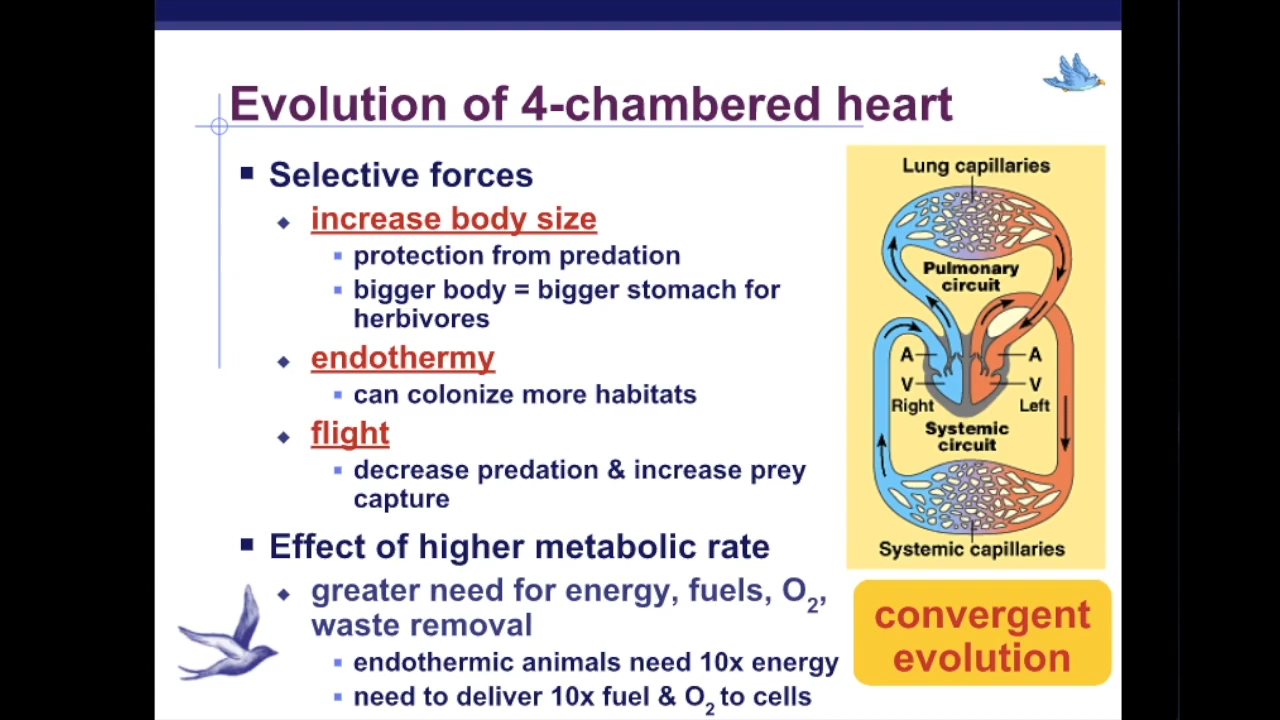 Evolution of 4-chambered heart
Selective forces
increase body size
protection from predation
bigger body = bigger stomach for
herbivores
endothermy
can colonize more habitats
flight
decrease predation & increase prey
capture
Effect of higher metabolic rate
greater need for energy, fuels, O2,
waste removal
endothermic animals need 10x energy
need to deliver 10x fuel & O2 to cells
Lung capillaries
Pulmonary
circuit
A A
V V
Right Left
Systemic
circuit
Systemic capillaries
convergent
evolution